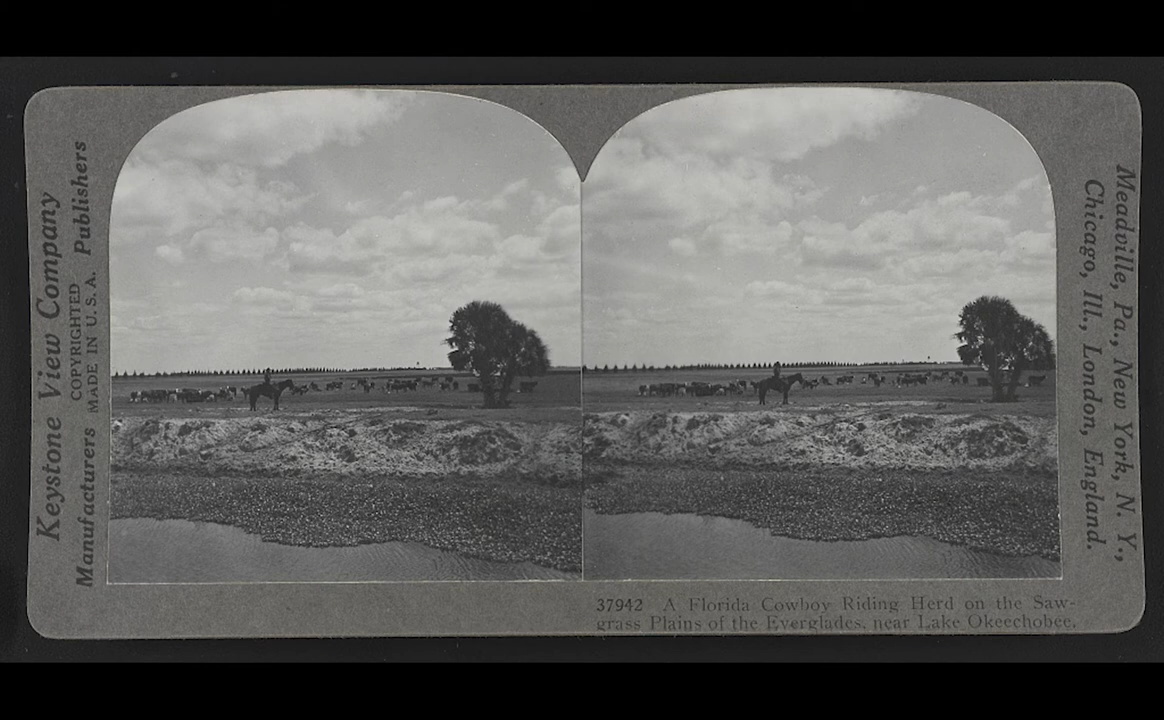 Keystone View Company
COPYRIGHTED
MADE IN U. S. A.
Manufacturers Publishers
Meadville, Pa., New York, N. Y.,
Chicago, Ill., London, England.
37942 A Florida Cowboy Riding Herd on the Saw-
grass Plains of the Everglades, near Lake Okeechobee.